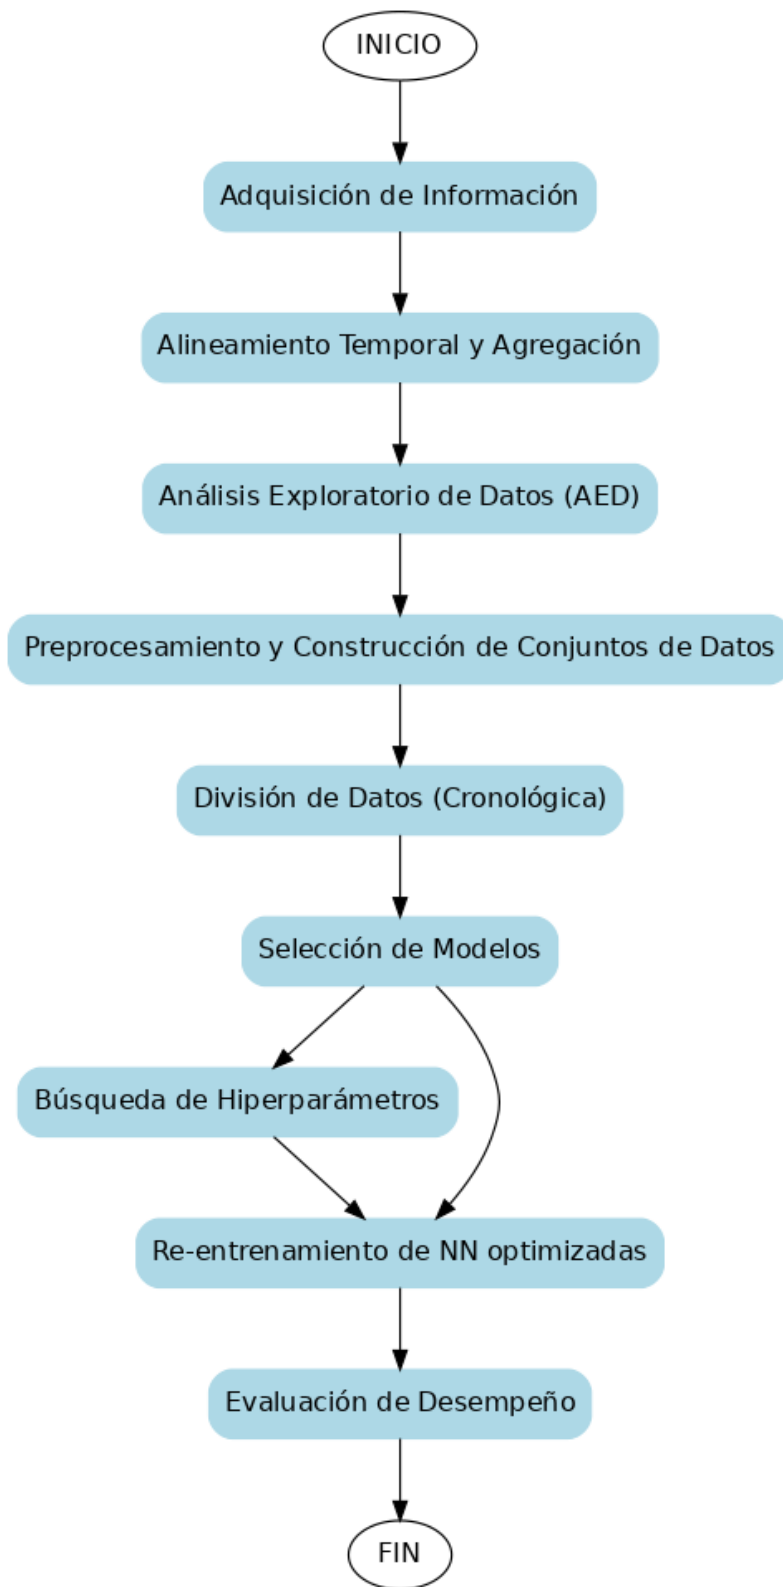 INICIO
Adquisición de Información
Alineamiento Temporal y Agregación
Análisis Exploratorio de Datos (AED)
Preprocesamiento y Construcción de Conjuntos de Datos
División de Datos (Cronológica)
Selección de Modelos
Búsqueda de Hiperparámetros
Re-entrenamiento de NN optimizadas
Evaluación de Desempeño
FIN